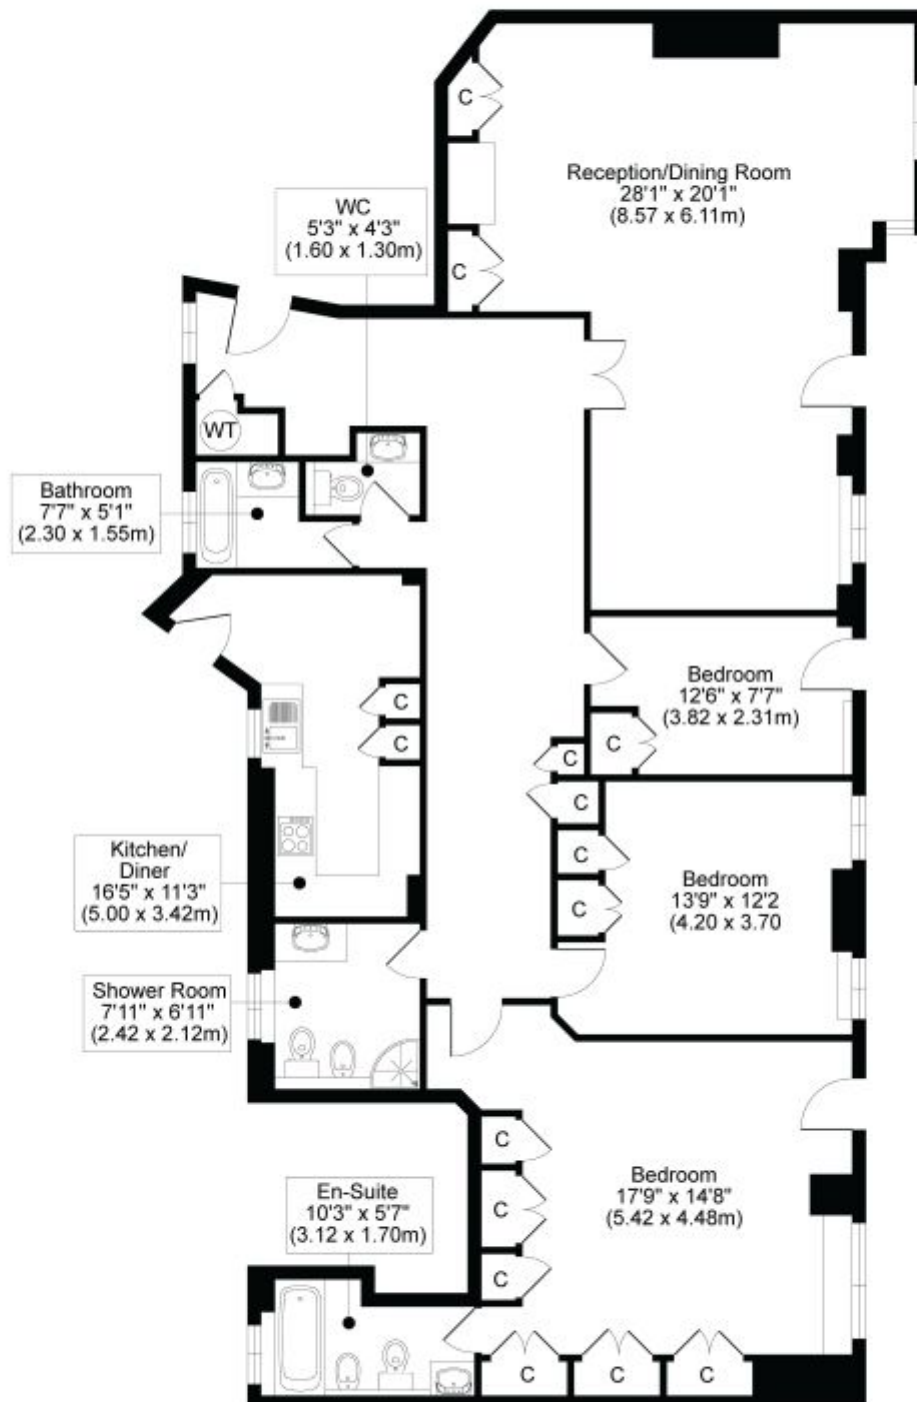 C
Reception/Dining Room
28'1" x 20'1"
(8.57 x 6.11m)
WC
5'3" x 4'3"
(1.60 x 1.30m)
C
WT
Bathroom
7'7" x 5'1"
(2.30 x 1.55m)
Bedroom
12'6" x 7'7"
(3.82 x 2.31m)
C
C
C
C
C
Kitchen/
Diner
16'5" x 11'3"
(5.00 x 3.42m)
C
C
Bedroom
13'9" x 12'2
(4.20 x 3.70
Shower Room
7'11" x 6'11"
(2.42 x 2.12m)
C
C
C
Bedroom
17'9" x 14'8"
(5.42 x 4.48m)
En-Suite
10'3" x 5'7"
(3.12 x 1.70m)
C
C
C